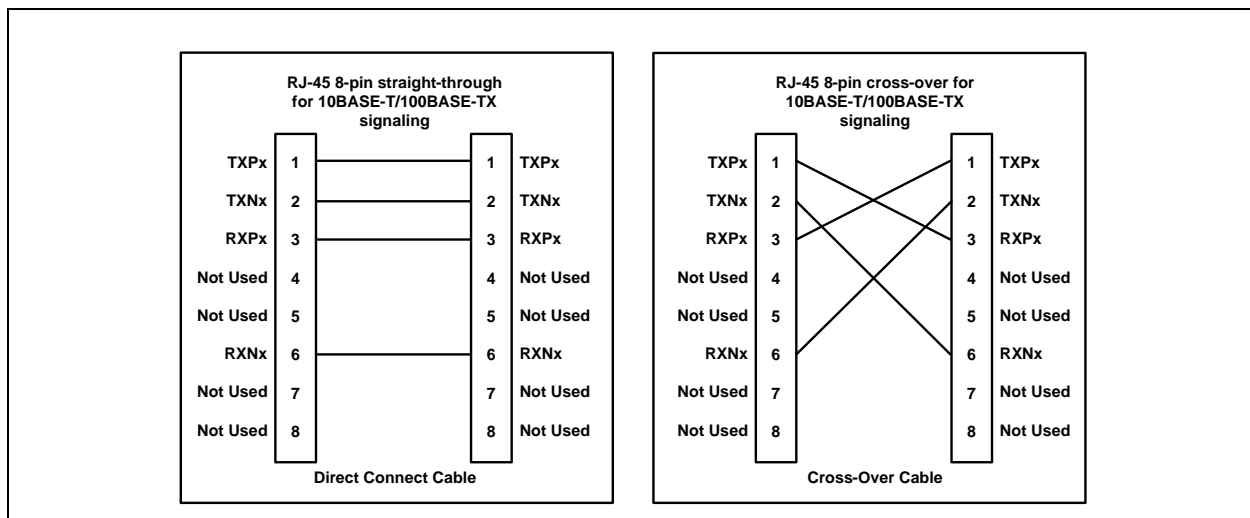 RJ-45 8-pin straight-through
for 10BASE-T/100BASE-TX
signaling
TXPx 1 1 TXPx
TXNx 2 2 TXNx
RXPx 3 3 RXPx
Not Used 4 4 Not Used
Not Used 5 5 Not Used
RXNx 6 6 RXNx
Not Used 7 7 Not Used
Not Used 8 8 Not Used
Direct Connect Cable
RJ-45 8-pin cross-over for
10BASE-T/100BASE-TX
signaling
TXPx 1 1 TXPx
TXNx 2 2 TXNx
RXPx 3 3 RXPx
Not Used 4 4 Not Used
Not Used 5 5 Not Used
RXNx 6 6 RXNx
Not Used 7 7 Not Used
Not Used 8 8 Not Used
Cross-Over Cable